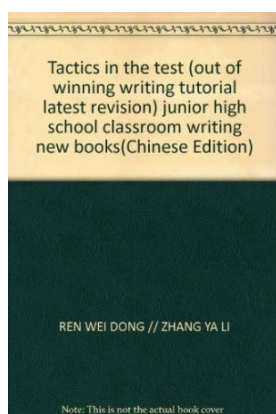 Tactics in the test (out of
winning writing tutorial
latest revision) junior high
school classroom writing
new books(Chinese Edition)
REN WEI DONG // ZHANG YA LI
Note: This is not the actual book cover